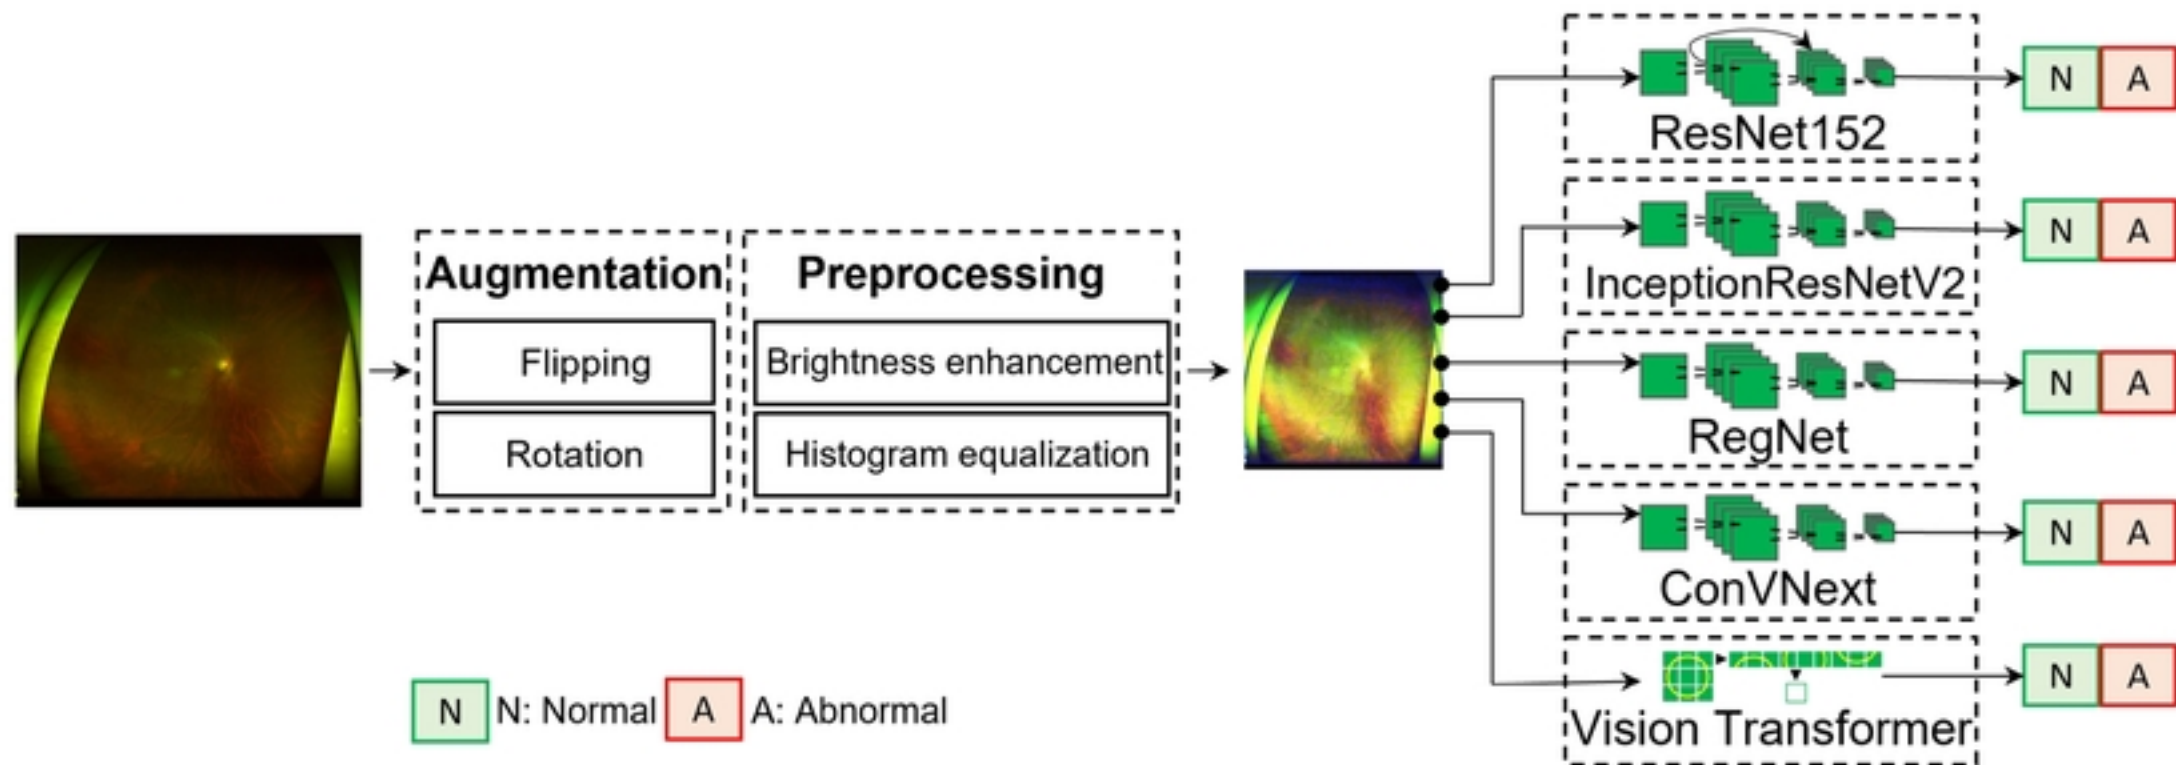 Augmentation
Flipping
Rotation
Preprocessing
Brightness enhancement
Histogram equalization
ResNet152
N A
InceptionResNetV2
N A
RegNet
N A
ConVNext
N A
Vision Transformer
N A
N N: Normal A A: Abnormal